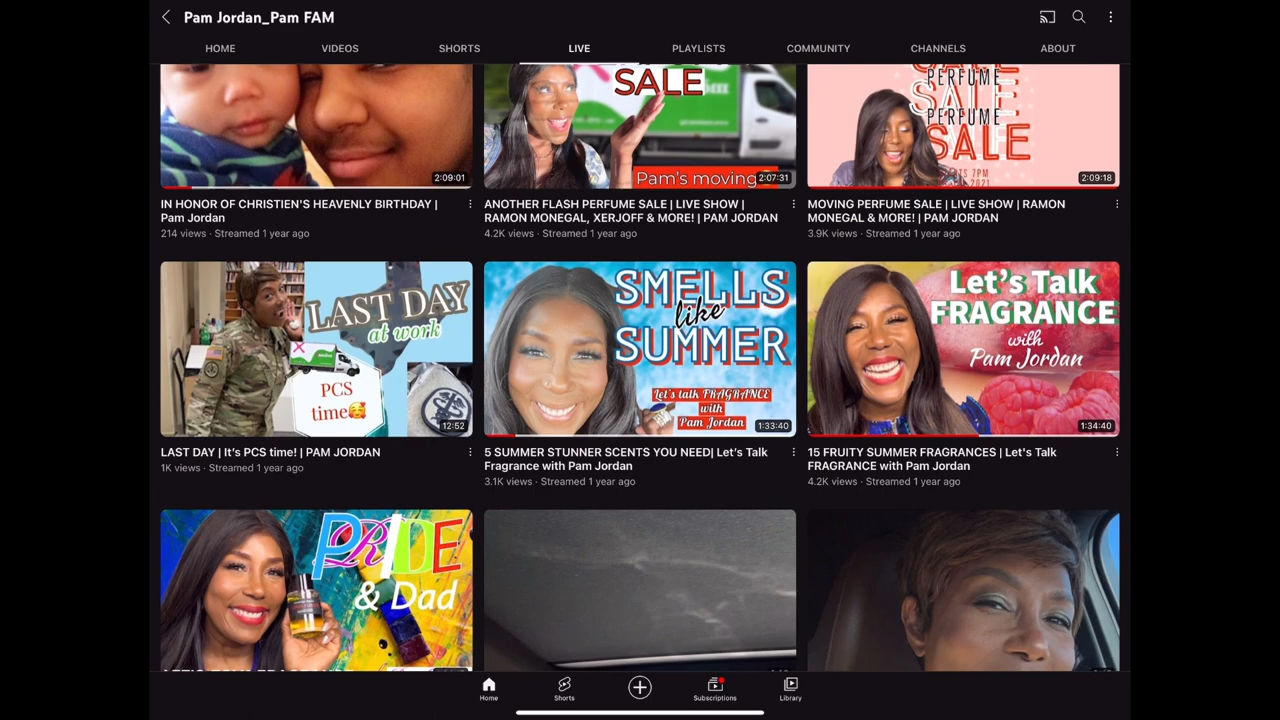 Pam Jordan_Pam FAM
HOME VIDEOS SHORTS LIVE PLAYLISTS COMMUNITY CHANNELS ABOUT
2:09:01
SALE
Pam's moving
2:07:31
SALE
PERFUME
SALE
PERFUME
SALE
2021
2:09:18
IN HONOR OF CHRISTIEN'S HEAVENLY BIRTHDAY |
Pam Jordan
214 views · Streamed 1 year ago
ANOTHER FLASH PERFUME SALE | LIVE SHOW |
RAMON MONEGAL, XERJOFF & MORE! | PAM JORDAN
4.2K views · Streamed 1 year ago
MOVING PERFUME SALE | LIVE SHOW | RAMON
MONEGAL & MORE! | PAM JORDAN
3.9K views · Streamed 1 year ago
LAST DAY
at work
PCS
time🥰
12:52
SMELLS
like
SUMMER
Let's talk FRAGRANCE
with
Pam Jordan
1:33:40
Let's Talk
FRAGRANCE
with
Pam Jordan
1:34:40
LAST DAY | It's PCS time! | PAM JORDAN
1K views · Streamed 1 year ago
5 SUMMER STUNNER SCENTS YOU NEED| Let's Talk
Fragrance with Pam Jordan
3.1K views · Streamed 1 year ago
15 FRUITY SUMMER FRAGRANCES | Let's Talk
FRAGRANCE with Pam Jordan
4.2K views · Streamed 1 year ago
PRIDE
& Dad
Home Shorts Subscriptions Library